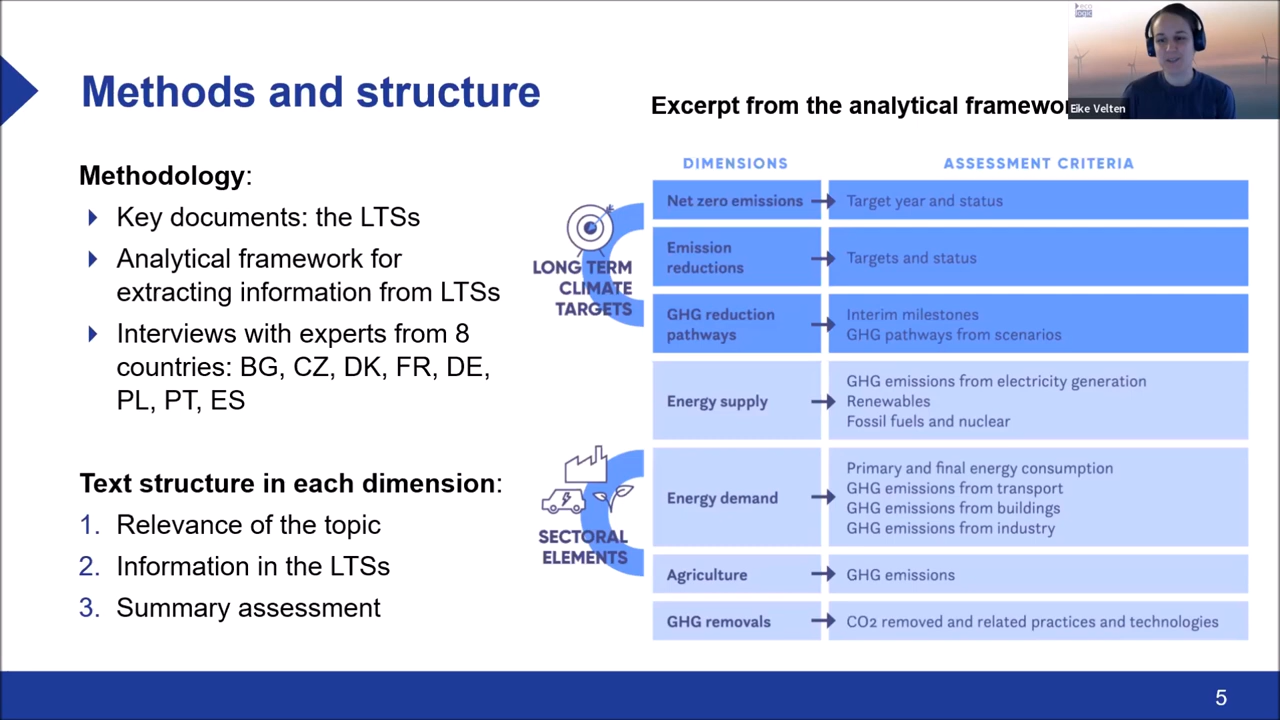 Methods and structure
Methodology:
Key documents: the LTSs
Analytical framework for
extracting information from LTSs
Interviews with experts from 8
countries: BG, CZ, DK, FR, DE,
PL, PT, ES
Text structure in each dimension:
1. Relevance of the topic
2. Information in the LTSs
3. Summary assessment
Excerpt from the analytical framewor
eco
logic
Eike Velten
DIMENSIONS
ASSESSMENT CRITERIA
LONG TERM
CLIMATE
TARGETS
Net zero emissions
Target year and status
Emission
reductions
Targets and status
GHG reduction
pathways
Interim milestones
GHG pathways from scenarios
SECTORAL
ELEMENTS
Energy supply
GHG emissions from electricity generation
Renewables
Fossil fuels and nuclear
Energy demand
Primary and final energy consumption
GHG emissions from transport
GHG emissions from buildings
GHG emissions from industry
Agriculture
GHG emissions
GHG removals
CO2 removed and related practices and technologies
5